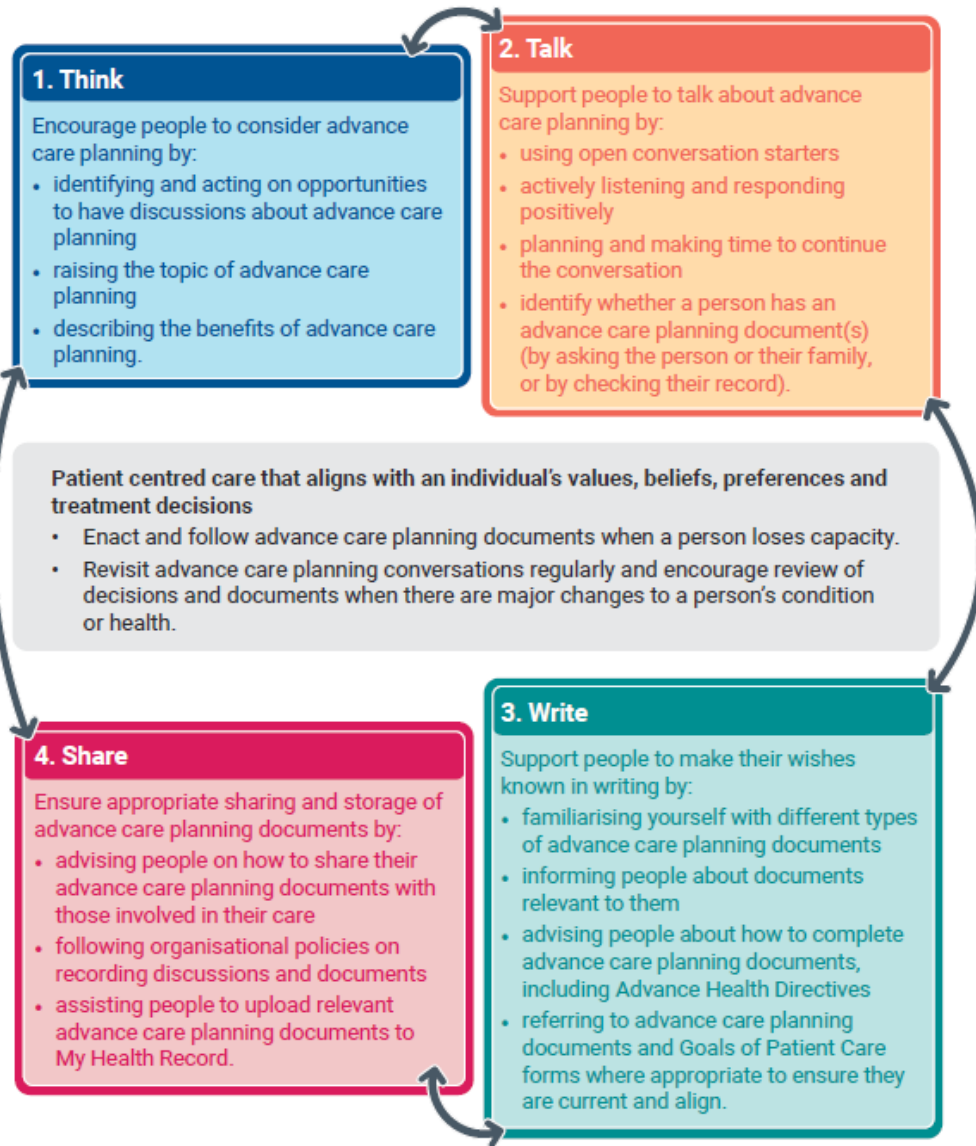 1. Think
Encourage people to consider advance
care planning by:
• identifying and acting on opportunities
to have discussions about advance care
planning
• raising the topic of advance care
planning
• describing the benefits of advance care
planning.
2. Talk
Support people to talk about advance
care planning by:
• using open conversation starters
• actively listening and responding
positively
• planning and making time to continue
the conversation
• identify whether a person has an
advance care planning document(s)
(by asking the person or their family,
or by checking their record).
Patient centred care that aligns with an individual's values, beliefs, preferences and
treatment decisions
• Enact and follow advance care planning documents when a person loses capacity.
• Revisit advance care planning conversations regularly and encourage review of
decisions and documents when there are major changes to a person's condition
or health.
3. Write
Support people to make their wishes
known in writing by:
• familiarising yourself with different types
of advance care planning documents
• informing people about documents
relevant to them
• advising people about how to complete
advance care planning documents,
including Advance Health Directives
• referring to advance care planning
documents and Goals of Patient Care
forms where appropriate to ensure they
are current and align.
4. Share
Ensure appropriate sharing and storage of
advance care planning documents by:
• advising people on how to share their
advance care planning documents with
those involved in their care
• following organisational policies on
recording discussions and documents
• assisting people to upload relevant
advance care planning documents to
My Health Record.